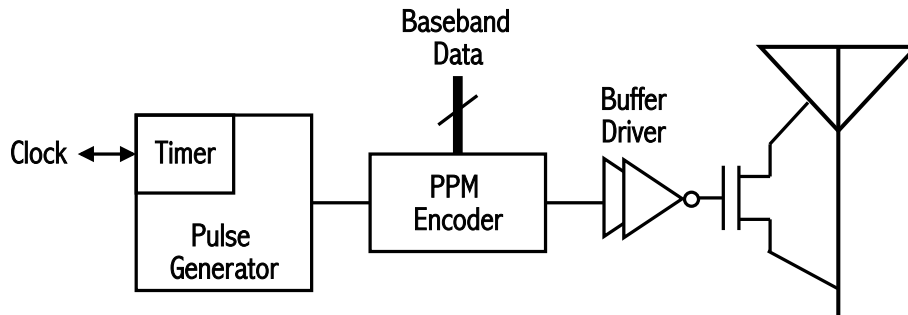 Baseband
Data
Buffer
Driver
Clock
Timer
PPM
Encoder
Pulse
Generator